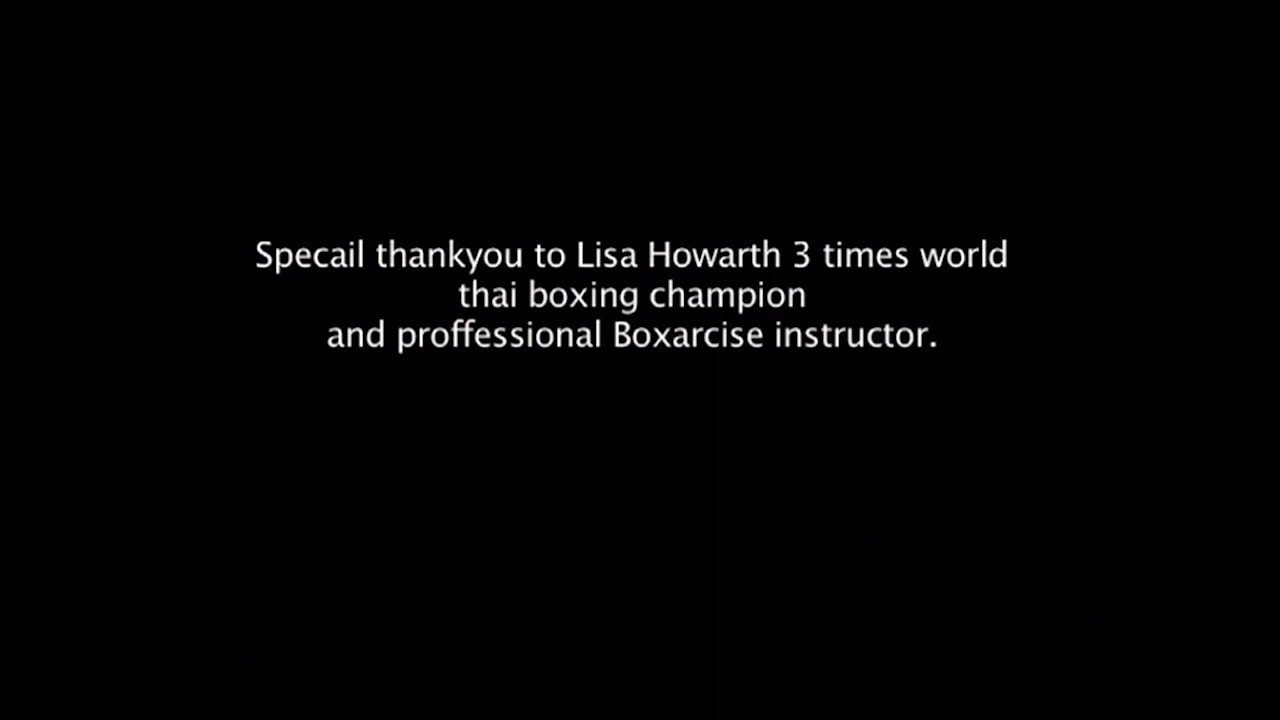 Specail thankyou to Lisa Howarth 3 times world
thai boxing champion
and proffessional Boxarcise instructor.